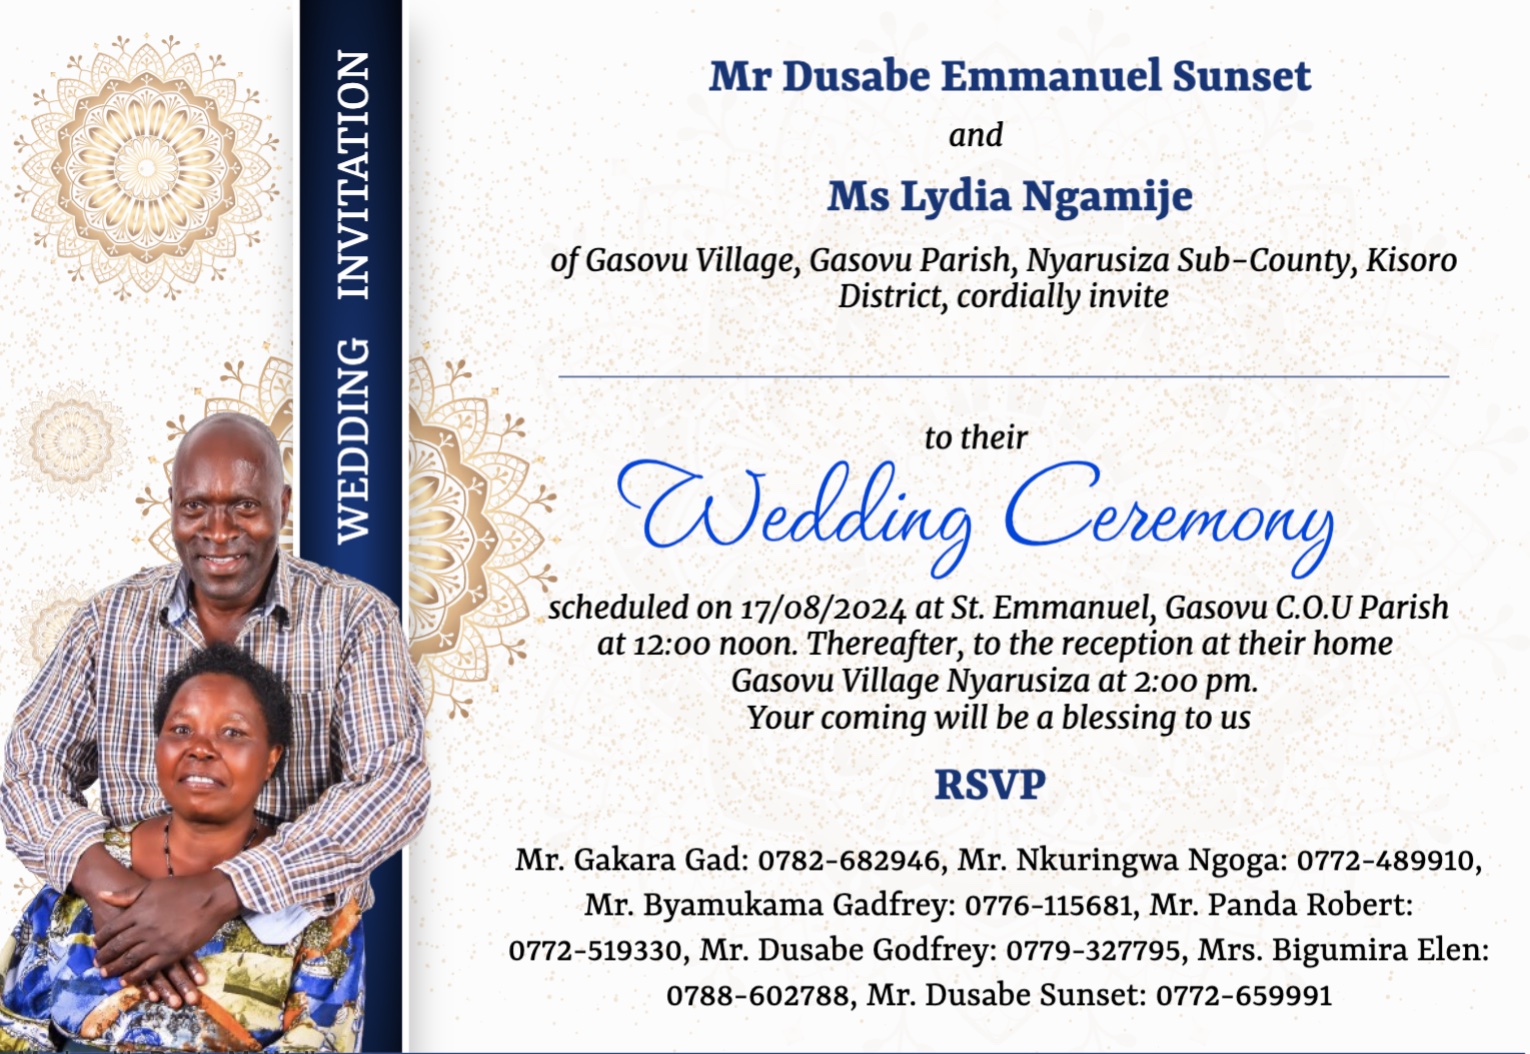 WEDDING INVITATION
Mr Dusabe Emmanuel Sunset
and
Ms Lydia Ngamije
of Gasovu Village, Gasovu Parish, Nyarusiza Sub-County, Kisoro
District, cordially invite
to their
Wedding Ceremony
scheduled on 17/08/2024 at St. Emmanuel, Gasovu C.O.U Parish
at 12:00 noon. Thereafter, to the reception at their home
Gasovu Village Nyarusiza at 2:00 pm.
Your coming will be a blessing to us
RSVP
Mr. Gakara Gad: 0782-682946, Mr. Nkuringwa Ngoga: 0772-489910,
Mr. Byamukama Gadfrey: 0776-115681, Mr. Panda Robert:
0772-519330, Mr. Dusabe Godfrey: 0779-327795, Mrs. Bigumira Elen:
0788-602788, Mr. Dusabe Sunset: 0772-659991